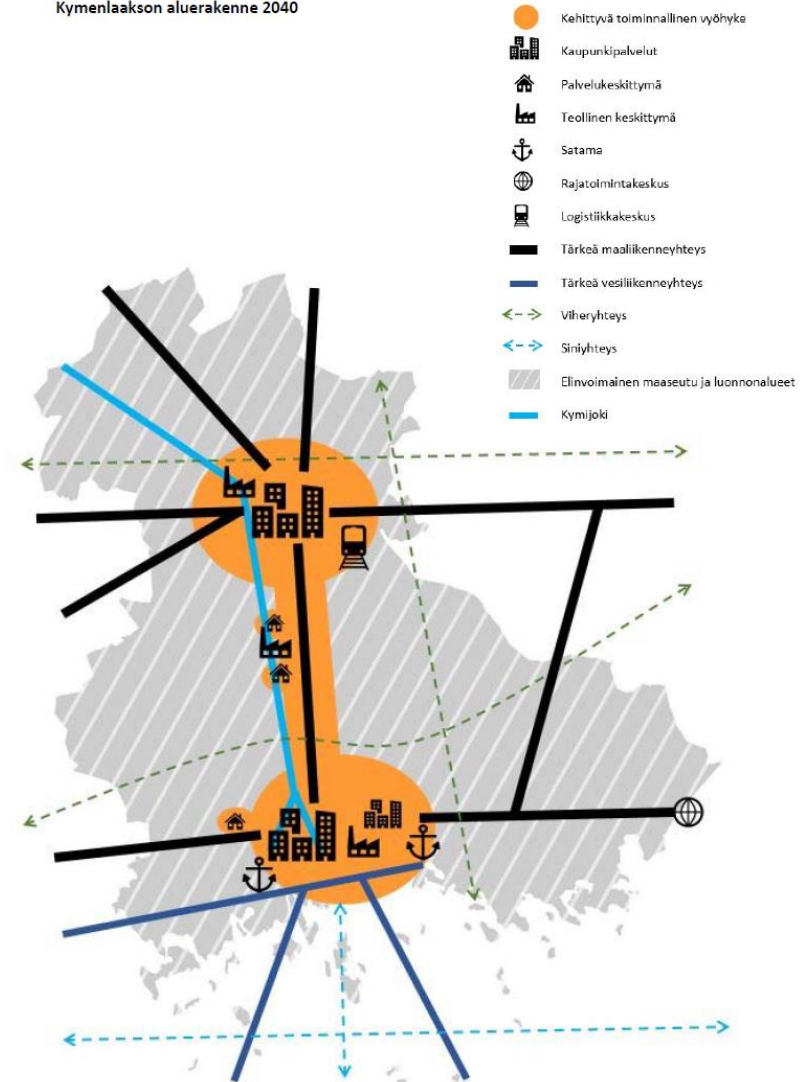 Kymenlaakson aluerakenne 2040
Kehittyvä toiminnallinen vyöhyke
Kaupunkipalvelut
Palvelukeskittymä
Teollinen keskittymä
Satama
Rajatoimintakeskus
Logistiikkakeskus
Tärkeä maaliikenneyhteys
Tärkeä vesiliikenneyhteys
Viheryhteys
Siniyhteys
Elinvoimainen maaseutu ja luonnonalueet
Kymijoki